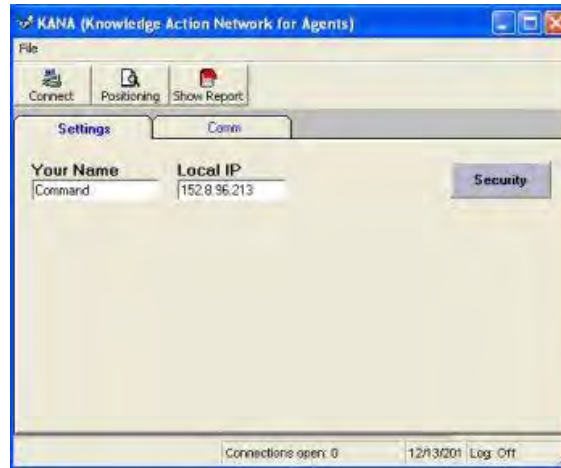 KANA (Knowledge Action Network for Agents)
File
Connect Positioning Show Report
Settings Comm
Your Name Local IP
Command 152.8.96.213 Security
Connections open: 0 12/13/201 Log: Off